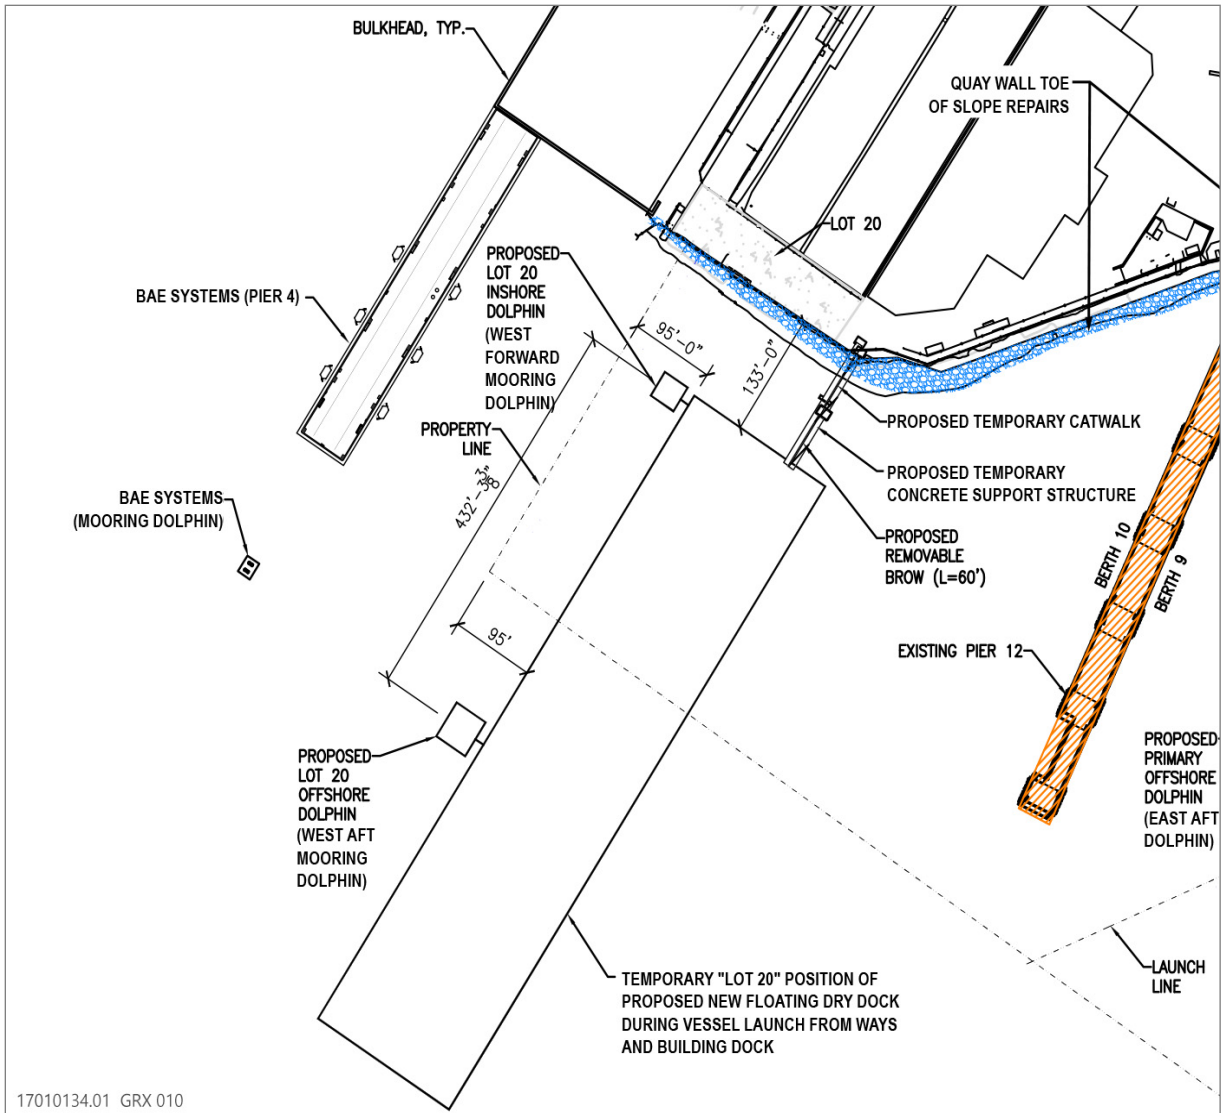 BULKHEAD, TYP.
QUAY WALL TOE
OF SLOPE REPAIRS
LOT 20
PROPOSED
LOT 20
INSHORE
DOLPHIN
(WEST
FORWARD
MOORING
DOLPHIN)
BAE SYSTEMS (PIER 4)
95'-0"
133'-0"
PROPERTY
LINE
432'-3 3/8"
PROPOSED TEMPORARY CATWALK
PROPOSED TEMPORARY
CONCRETE SUPPORT STRUCTURE
BAE SYSTEMS
(MOORING DOLPHIN)
PROPOSED
REMOVABLE
BROW (L=60')
BERTH 10
BERTH 9
95'
EXISTING PIER 12
PROPOSED
LOT 20
OFFSHORE
DOLPHIN
(WEST AFT
MOORING
DOLPHIN)
PROPOSED
PRIMARY
OFFSHORE
DOLPHIN
(EAST AFT
DOLPHIN)
LAUNCH
LINE
TEMPORARY "LOT 20" POSITION OF
PROPOSED NEW FLOATING DRY DOCK
DURING VESSEL LAUNCH FROM WAYS
AND BUILDING DOCK
17010134.01 GRX 010